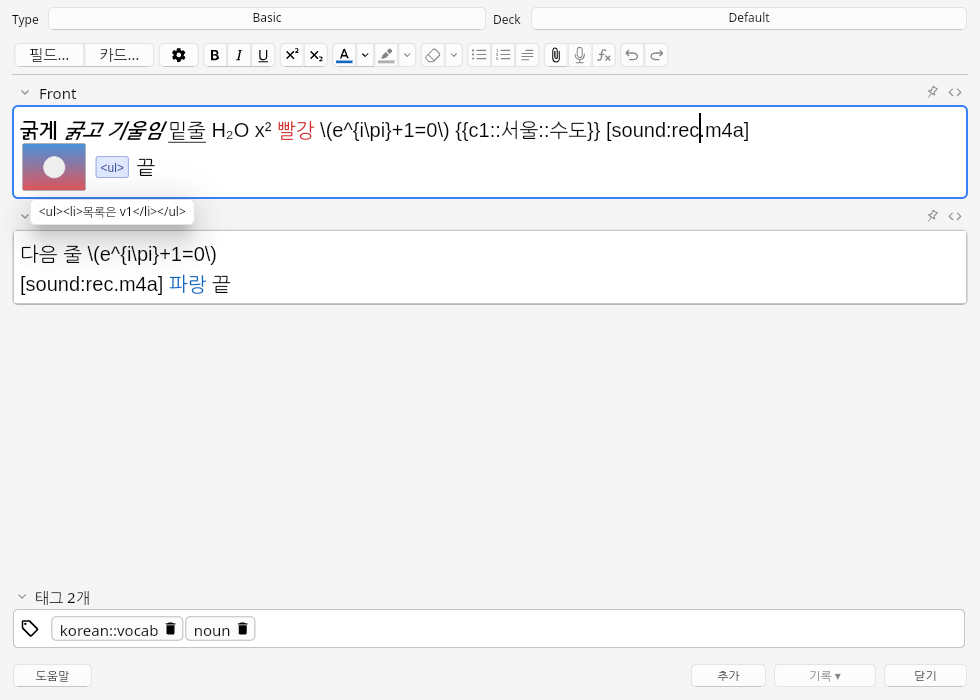 Type Basic Deck Default
필드... 카드... B I U x² x₂ A fx
Front
굵게 굵고 기울임 밑줄 H₂O x² 빨강 \(e^{i\pi}+1=0\) {{c1::서울::수도}} [sound:rec.m4a]
<ul> 끝
<ul><li>목록은 v1</li></ul>
다음 줄 \(e^{i\pi}+1=0\)
[sound:rec.m4a] 파랑 끝
태그 2개
korean::vocab noun
도움말 추가 기록 ▾ 닫기